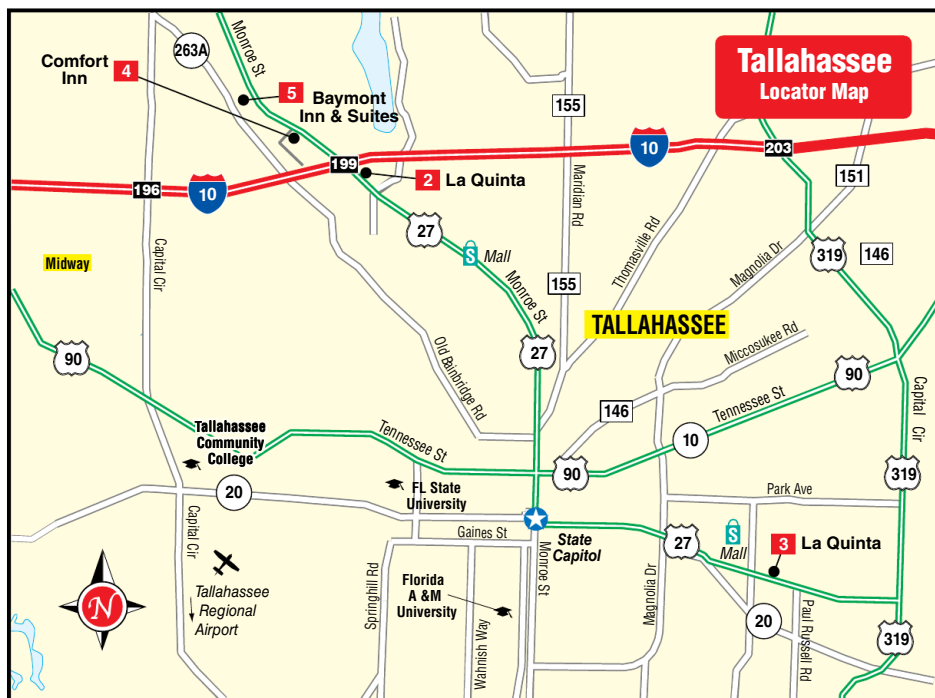 Tallahassee
Locator Map
263A
Monroe St
Comfort
Inn
4
5
Baymont
Inn & Suites
155
10
203
199
151
196
10
2
La Quinta
Maridian Rd
Thomasville Rd
Magnolia Dr
27
319
146
Capital Cir
Midway
S
Mall
Monroe St
155
TALLAHASSEE
90
27
Miccosukee Rd
90
Old Bainbridge Rd
146
Tennessee St
Capital Cir
Tallahassee
Community
College
Tennessee St
10
90
319
20
FL State
University
Park Ave
Capital Cir
Gaines St
State
Capitol
27
S
Mall
3
La Quinta
Monroe St
Magnolia Dr
Springhill Rd
Florida
A & M
University
Tallahassee
Regional
Airport
N
Wahnish Way
20
Paul Russell Rd
319